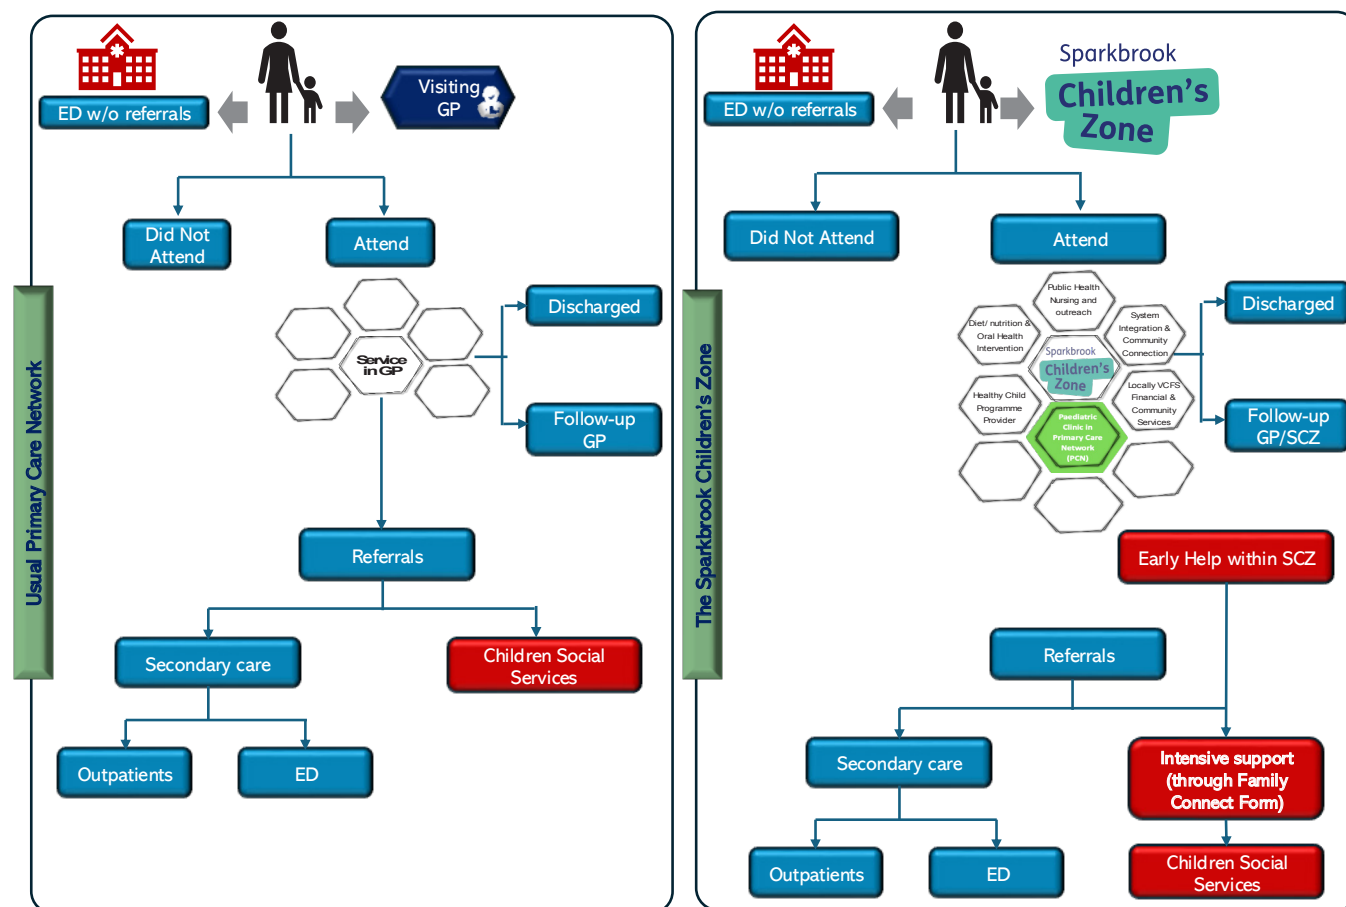 Usual Primary Care Network
ED w/o referrals
Visiting
GP
Did Not
Attend
Attend
Service
in GP
Discharged
Follow-up
GP
Referrals
Secondary care
Children Social
Services
Outpatients
ED
The Sparkbrook Children's Zone
ED w/o referrals
Sparkbrook
Children's
Zone
Did Not Attend
Attend
Public Health
Nursing and
outreach
Diet/ nutrition &
Oral Health
Intervention
System
Integration &
Community
Connection
Sparkbrook
Children's
Zone
Healthy Child
Programme
Provider
Locally VCFS
Financial &
Community
Services
Paediatric
Clinic in
Primary Care
Network
(PCN)
Discharged
Follow-up
GP/SCZ
Early Help within SCZ
Referrals
Secondary care
Intensive support
(through Family
Connect Form)
Outpatients
ED
Children Social
Services